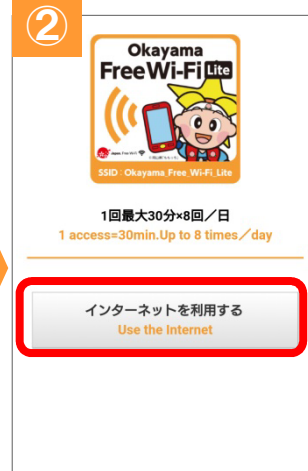 ②
Okayama
FreeWi-Fi Lite
Japan. Free Wi-Fi
SSID：Okayama_Free_Wi-Fi_Lite
1回最大30分×8回／日
1 access=30min.Up to 8 times／day
インターネットを利用する
Use the Internet